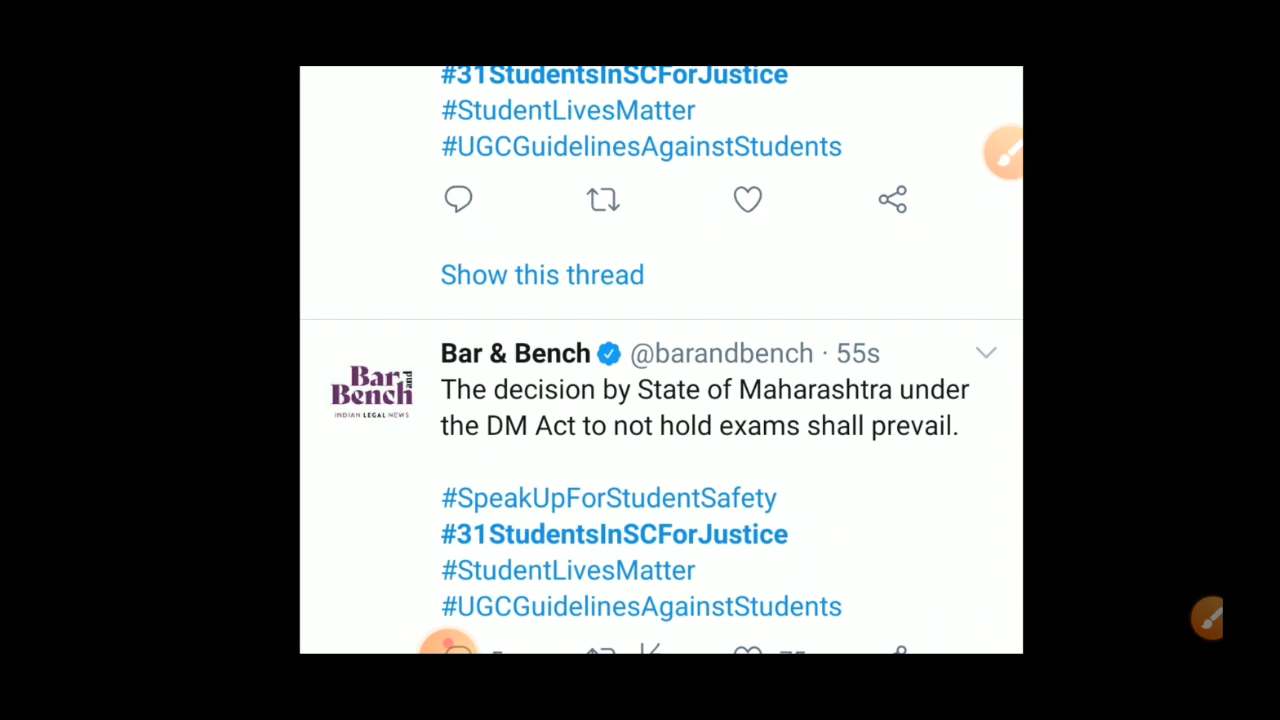 #31StudentsInSCForJustice
#StudentLivesMatter
#UGCGuidelinesAgainstStudents
Show this thread
Bar & Bench @barandbench · 55s
Bar and Bench
INDIAN LEGAL NEWS
The decision by State of Maharashtra under
the DM Act to not hold exams shall prevail.
#SpeakUpForStudentSafety
#31StudentsInSCForJustice
#StudentLivesMatter
#UGCGuidelinesAgainstStudents